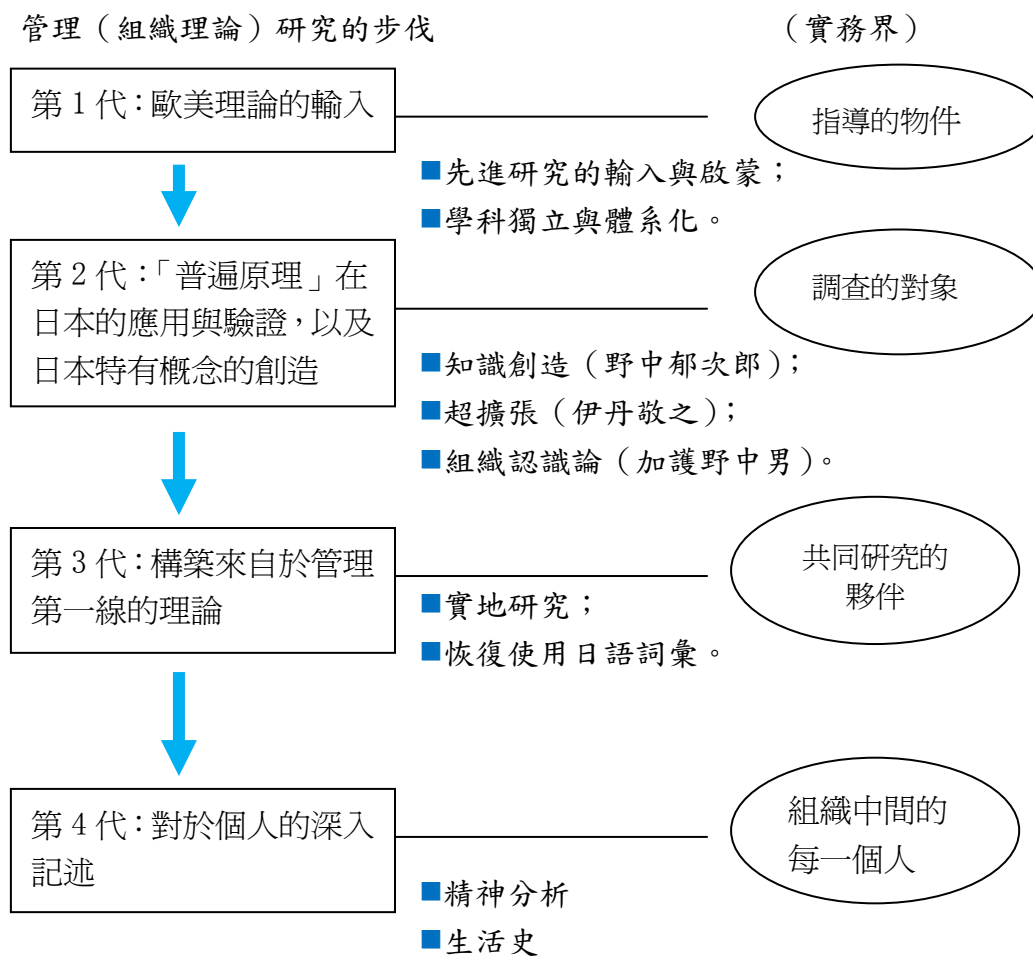 管理（組織理論）研究的步伐
（實務界）
第 1 代：歐美理論的輸入
指導的物件
■先進研究的輸入與啟蒙；
■學科獨立與體系化。
第 2 代：「普遍原理」在
日本的應用與驗證，以及
日本特有概念的創造
調查的對象
■知識創造（野中郁次郎）；
■超擴張（伊丹敬之）；
■組織認識論（加護野中男）。
第 3 代：構築來自於管理
第一線的理論
共同研究的
夥伴
■實地研究；
■恢復使用日語詞彙。
第 4 代：對於個人的深入
記述
組織中間的
每一個人
■精神分析
■生活史